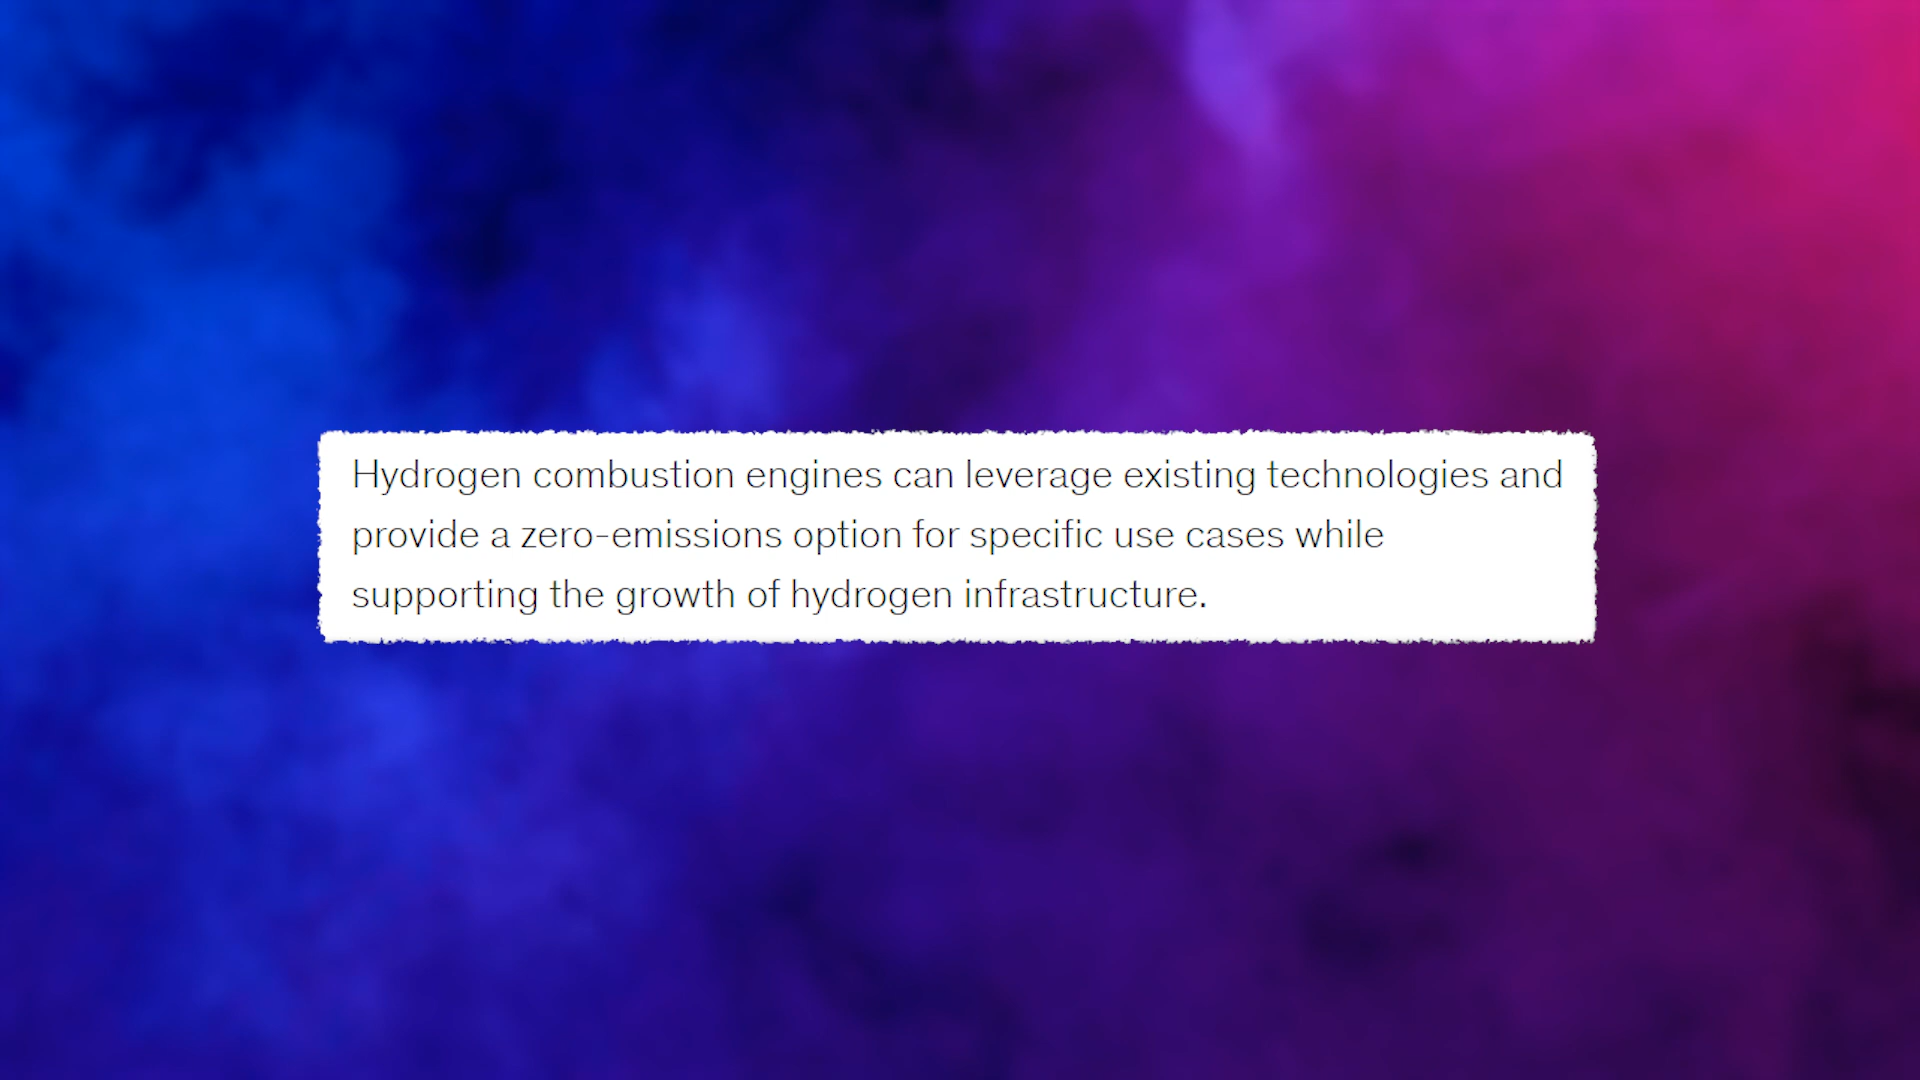 Hydrogen combustion engines can leverage existing technologies and
provide a zero-emissions option for specific use cases while
supporting the growth of hydrogen infrastructure.